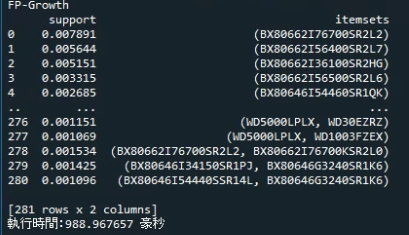 FP-Growth
support itemsets
0 0.007891 (BX80662I76700SR2L2)
1 0.005644 (BX80662I56400SR2L7)
2 0.005151 (BX80662I36100SR2HG)
3 0.003315 (BX80662I56500SR2L6)
4 0.002685 (BX80646I54460SR1QK)
.. ... ...
276 0.001151 (WD5000LPLX, WD30EZRZ)
277 0.001069 (WD5000LPLX, WD1003FZEX)
278 0.001534 (BX80662I76700SR2L2, BX80662I76700KSR2L0)
279 0.001425 (BX80646I34150SR1PJ, BX80646G3240SR1K6)
280 0.001096 (BX80646I54440SSR14L, BX80646G3240SR1K6)
[281 rows x 2 columns]
執行時間:988.967657 豪秒